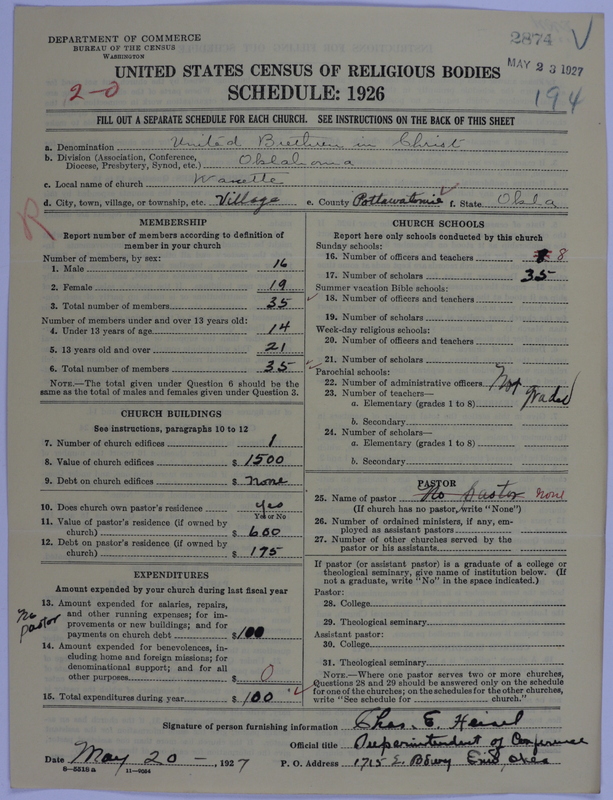 DEPARTMENT OF COMMERCE
BUREAU OF THE CENSUS
WASHINGTON
2874
MAY 23 1927
194
UNITED STATES CENSUS OF RELIGIOUS BODIES
SCHEDULE: 1926
2-0
FILL OUT A SEPARATE SCHEDULE FOR EACH CHURCH. SEE INSTRUCTIONS ON THE BACK OF THIS SHEET
a. Denomination United Brethren in Christ
b. Division (Association, Conference, Diocese, Presbytery, Synod, etc.) Oklahoma
c. Local name of church Wanette
d. City, town, village, or township, etc. Village e. County Pottawatomie f. State Okla
R
MEMBERSHIP
Report number of members according to definition of member in your church
Number of members, by sex:
1. Male 16
2. Female 19
3. Total number of members 35
Number of members under and over 13 years old:
4. Under 13 years of age 14
5. 13 years old and over 21
6. Total number of members 35
NOTE.—The total given under Question 6 should be the same as the total of males and females given under Question 3.
CHURCH BUILDINGS
See instructions, paragraphs 10 to 12
7. Number of church edifices 1
8. Value of church edifices $ 1500
9. Debt on church edifices $ None
10. Does church own pastor's residence yes
Yes or No
11. Value of pastor's residence (if owned by church) $ 600
12. Debt on pastor's residence (if owned by church) $ 175
EXPENDITURES
Amount expended by your church during last fiscal year
13. Amount expended for salaries, repairs, and other running expenses; for improvements or new buildings; and for payments on church debt $ 100
No pastor
14. Amount expended for benevolences, including home and foreign missions; for denominational support; and for all other purposes $ 0
15. Total expenditures during year $ 100
CHURCH SCHOOLS
Report here only schools conducted by this church
Sunday schools:
16. Number of officers and teachers 8 8
17. Number of scholars 35
Summer vacation Bible schools:
18. Number of officers and teachers
19. Number of scholars
Week-day religious schools:
20. Number of officers and teachers
21. Number of scholars
Parochial schools:
22. Number of administrative officers Not graded
23. Number of teachers—
a. Elementary (grades 1 to 8)
b. Secondary
24. Number of scholars—
a. Elementary (grades 1 to 8)
b. Secondary
PASTOR
25. Name of pastor No Pastor none
(If church has no pastor, write "None")
26. Number of ordained ministers, if any, employed as assistant pastors
27. Number of other churches served by the pastor or his assistants
If pastor (or assistant pastor) is a graduate of a college or theological seminary, give name of institution below. (If not a graduate, write "No" in the space indicated.)
Pastor:
28. College
29. Theological seminary
Assistant pastor:
30. College
31. Theological seminary
NOTE.—Where one pastor serves two or more churches, Questions 28 and 29 should be answered only on the schedule for one of the churches; on the schedules for the other churches, write "See schedule for church."
Signature of person furnishing information Chas. E. Heisel
Official title Superintendent of Conference
Date May 20 - , 1927 P. O. Address 1715 E. Bdwy Enid, Okla
8—5518a 11—9564